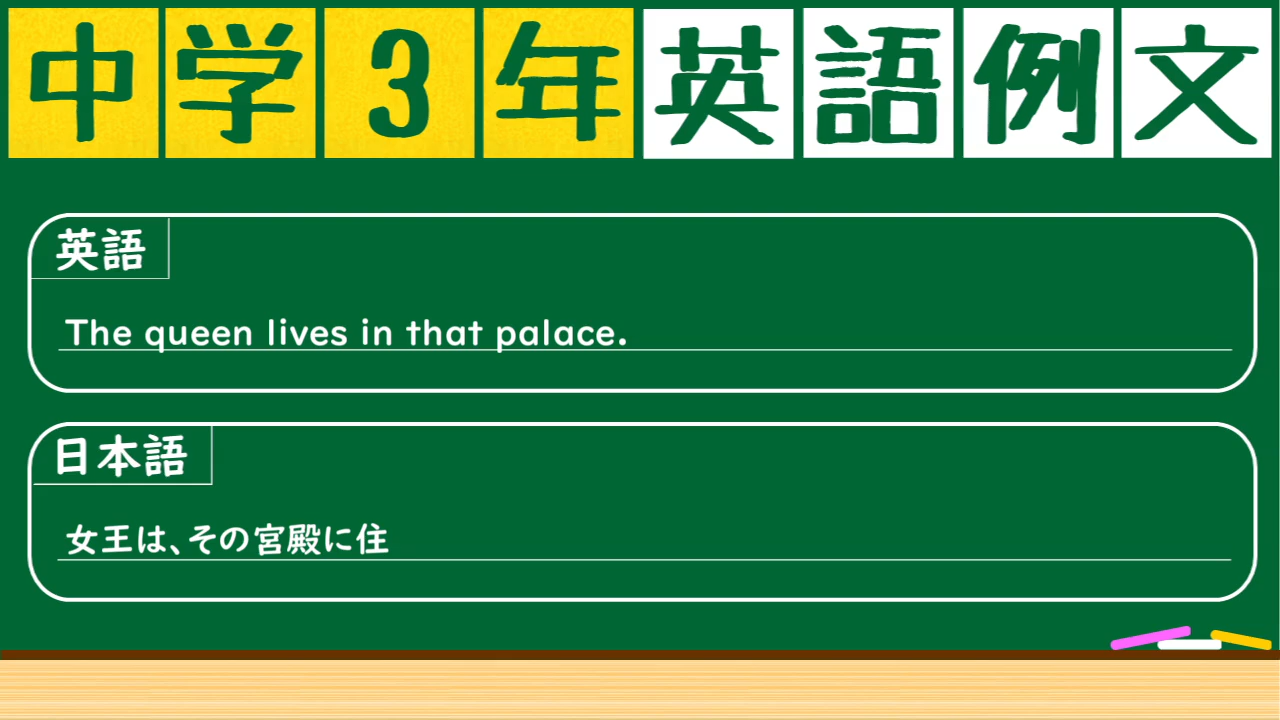 中学3年英語例文
英語
The queen lives in that palace.
日本語
女王は、その宮殿に住